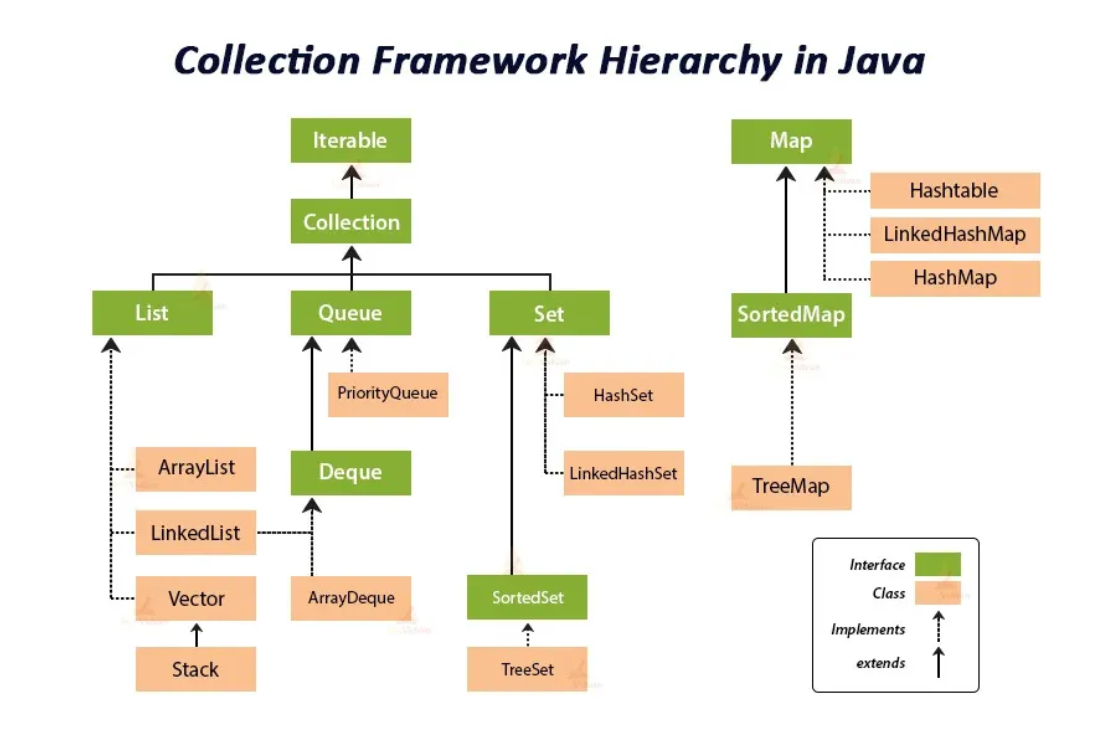 Collection Framework Hierarchy in Java
Iterable
Map
Hashtable
Collection
LinkedHashMap
HashMap
List
Queue
Set
SortedMap
PriorityQueue
HashSet
ArrayList
Deque
LinkedHashSet
TreeMap
LinkedList
Vector
ArrayDeque
SortedSet
Stack
TreeSet
Interface
Class
Implements
extends